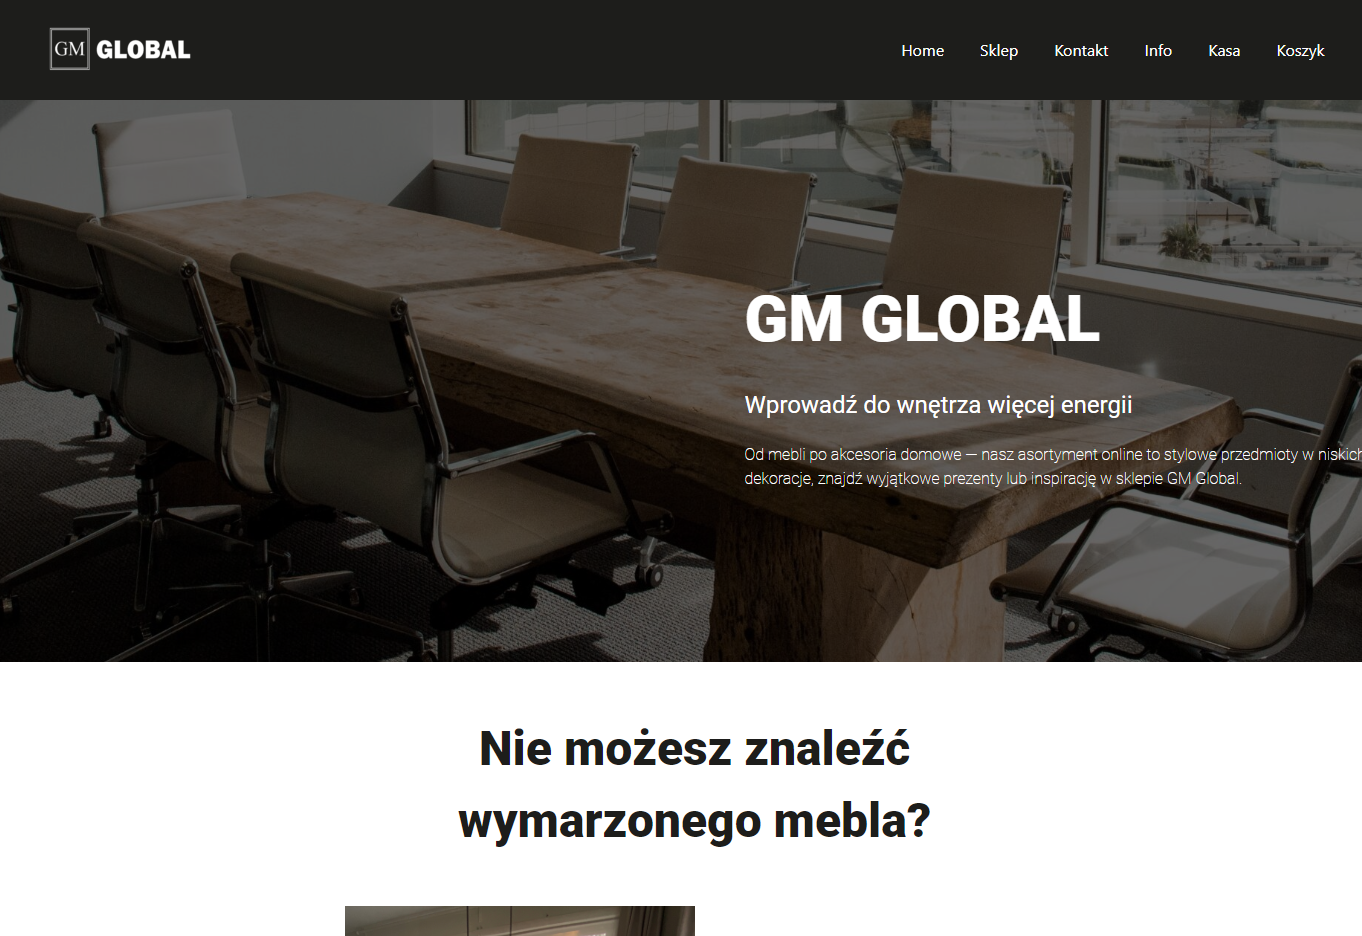 GM GLOBAL
Home Sklep Kontakt Info Kasa Koszyk
GM GLOBAL
Wprowadź do wnętrza więcej energii
Od mebli po akcesoria domowe — nasz asortyment online to stylowe przedmioty w niskich
dekoracje, znajdź wyjątkowe prezenty lub inspirację w sklepie GM Global.
Nie możesz znaleźć
wymarzonego mebla?